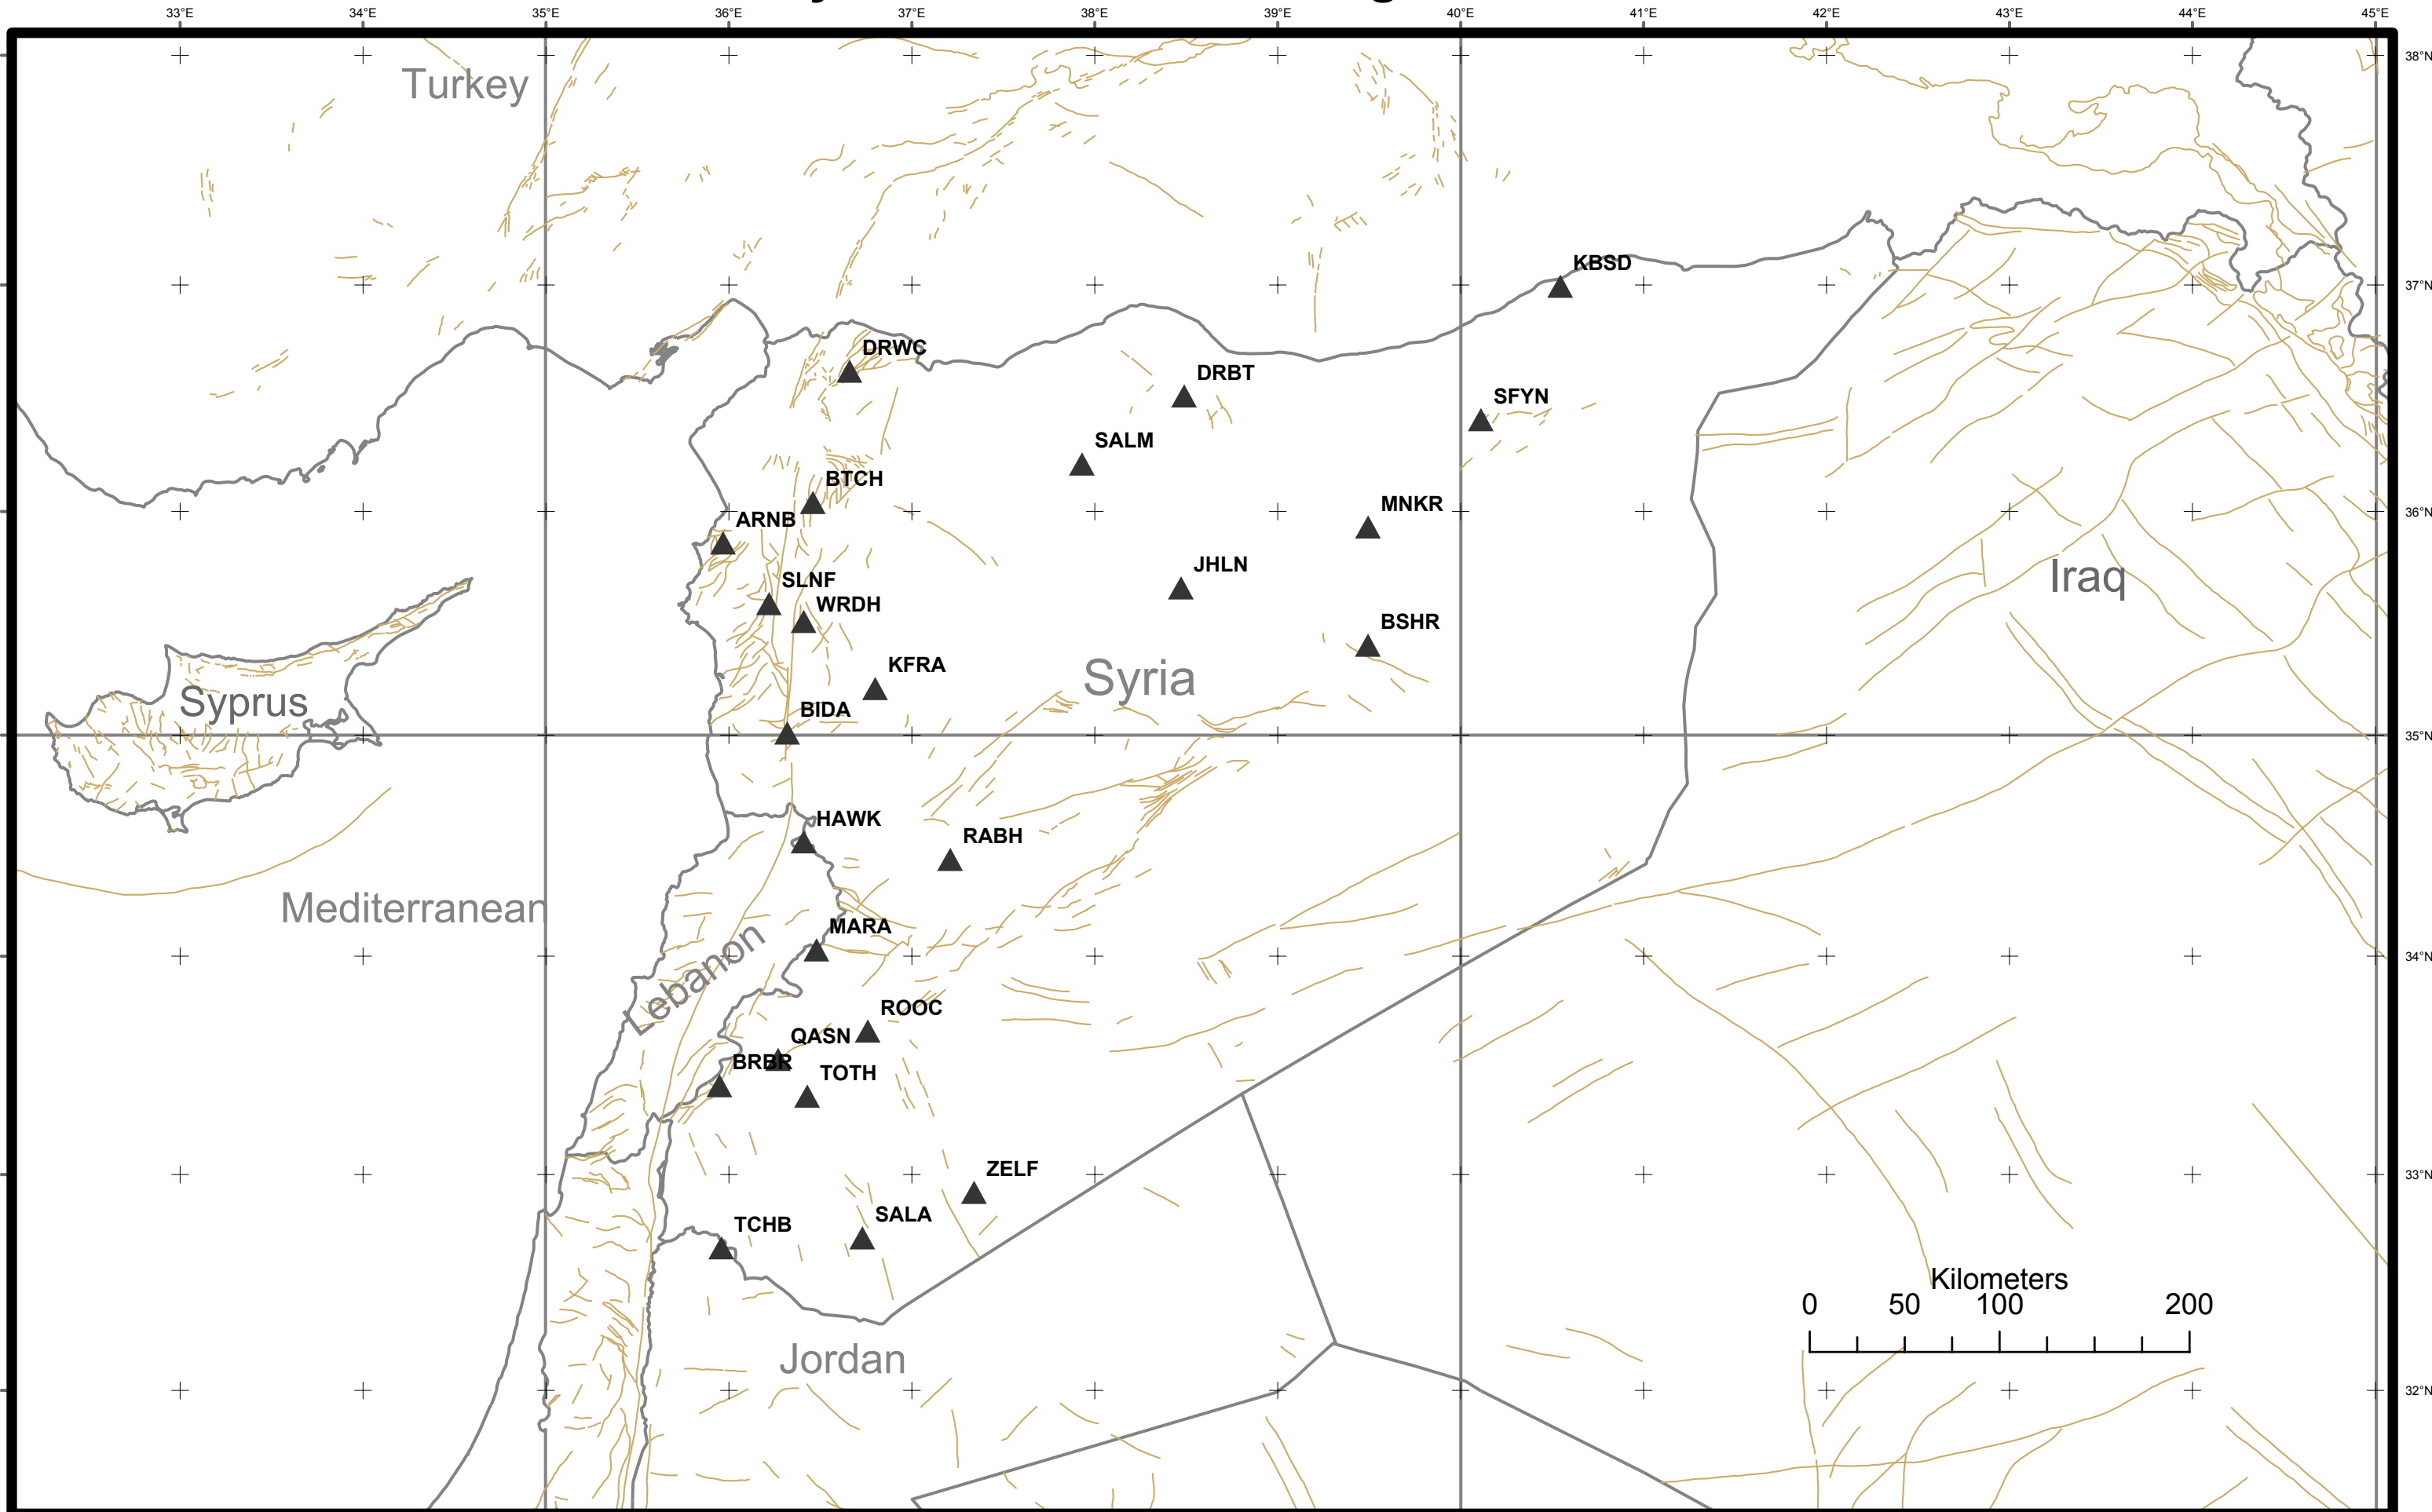 33°E 34°E 35°E 36°E 37°E 38°E 39°E 40°E 41°E 42°E 43°E 44°E 45°E
38°N
Turkey
KBSD
37°N
DRWC
DRBT
SFYN
SALM
BTCH
MNKR
ARNB
36°N
JHLN
SLNF
Iraq
WRDH
BSHR
KFRA
Syria
Syprus
BIDA
35°N
HAWK
RABH
Mediterranean
MARA
Lebanon
34°N
ROOC
QASN
BRBR
TOTH
ZELF
33°N
SALA
TCHB
Kilometers
0 50 100 200
Jordan
32°N